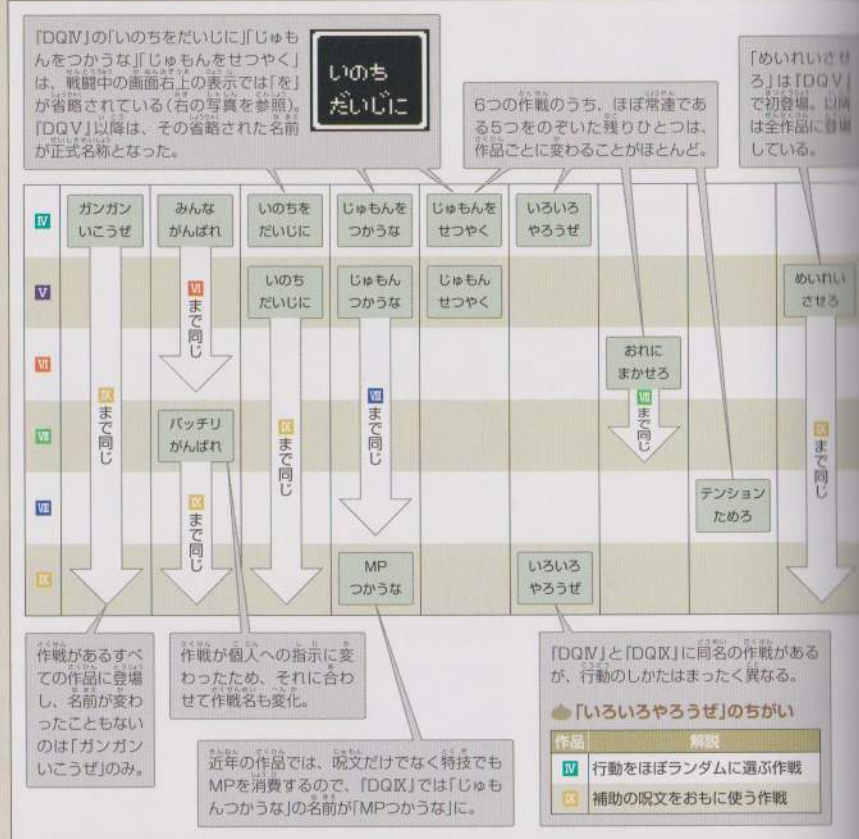 『DQⅣ』の「いのちをだいじに」「じゅも
んをつかうな」「じゅもんをせつやく」
は、戦闘中の画面右上の表示では「を」
が省略されている(右の写真を参照)。
『DQⅤ』以降は、その省略された名前
が正式名称となった。
いのち
だいじに
6つの作戦のうち、ほぼ常連であ
る5つをのぞいた残りひとつは、
作品ごとに変わることがほとんど。
「めいれいさせ
ろ」は『DQⅤ』
で初登場。以降
は全作品に登場
している。
Ⅳ
ガンガン
いこうぜ
みんな
がんばれ
いのちを
だいじに
じゅもんを
つかうな
じゅもんを
せつやく
いろいろ
やろうぜ
Ⅴ
Ⅵまで同じ
いのち
だいじに
じゅもん
つかうな
じゅもん
せつやく
めいれい
させろ
Ⅵ
Ⅸまで同じ
Ⅷまで同じ
おれに
まかせろ
Ⅶ
バッチリ
がんばれ
Ⅸまで同じ
Ⅶまで同じ
Ⅸまで同じ
Ⅷ
Ⅸまで同じ
テンション
ためろ
Ⅸ
MP
つかうな
いろいろ
やろうぜ
作戦があるすべ
ての作品に登場
し、名前が変わ
ったこともない
のは「ガンガン
いこうぜ」のみ。
作戦が個人への指示に変
わったため、それに合わ
せて作戦名も変化。
近年の作品では、呪文だけでなく特技でも
MPを消費するので、『DQⅨ』では「じゅも
んつかうな」の名前が「MPつかうな」に。
『DQⅣ』と『DQⅨ』に同名の作戦がある
が、行動のしかたはまったく異なる。
「いろいろやろうぜ」のちがい
作品 解説
Ⅳ 行動をほぼランダムに選ぶ作戦
Ⅸ 補助の呪文をおもに使う作戦